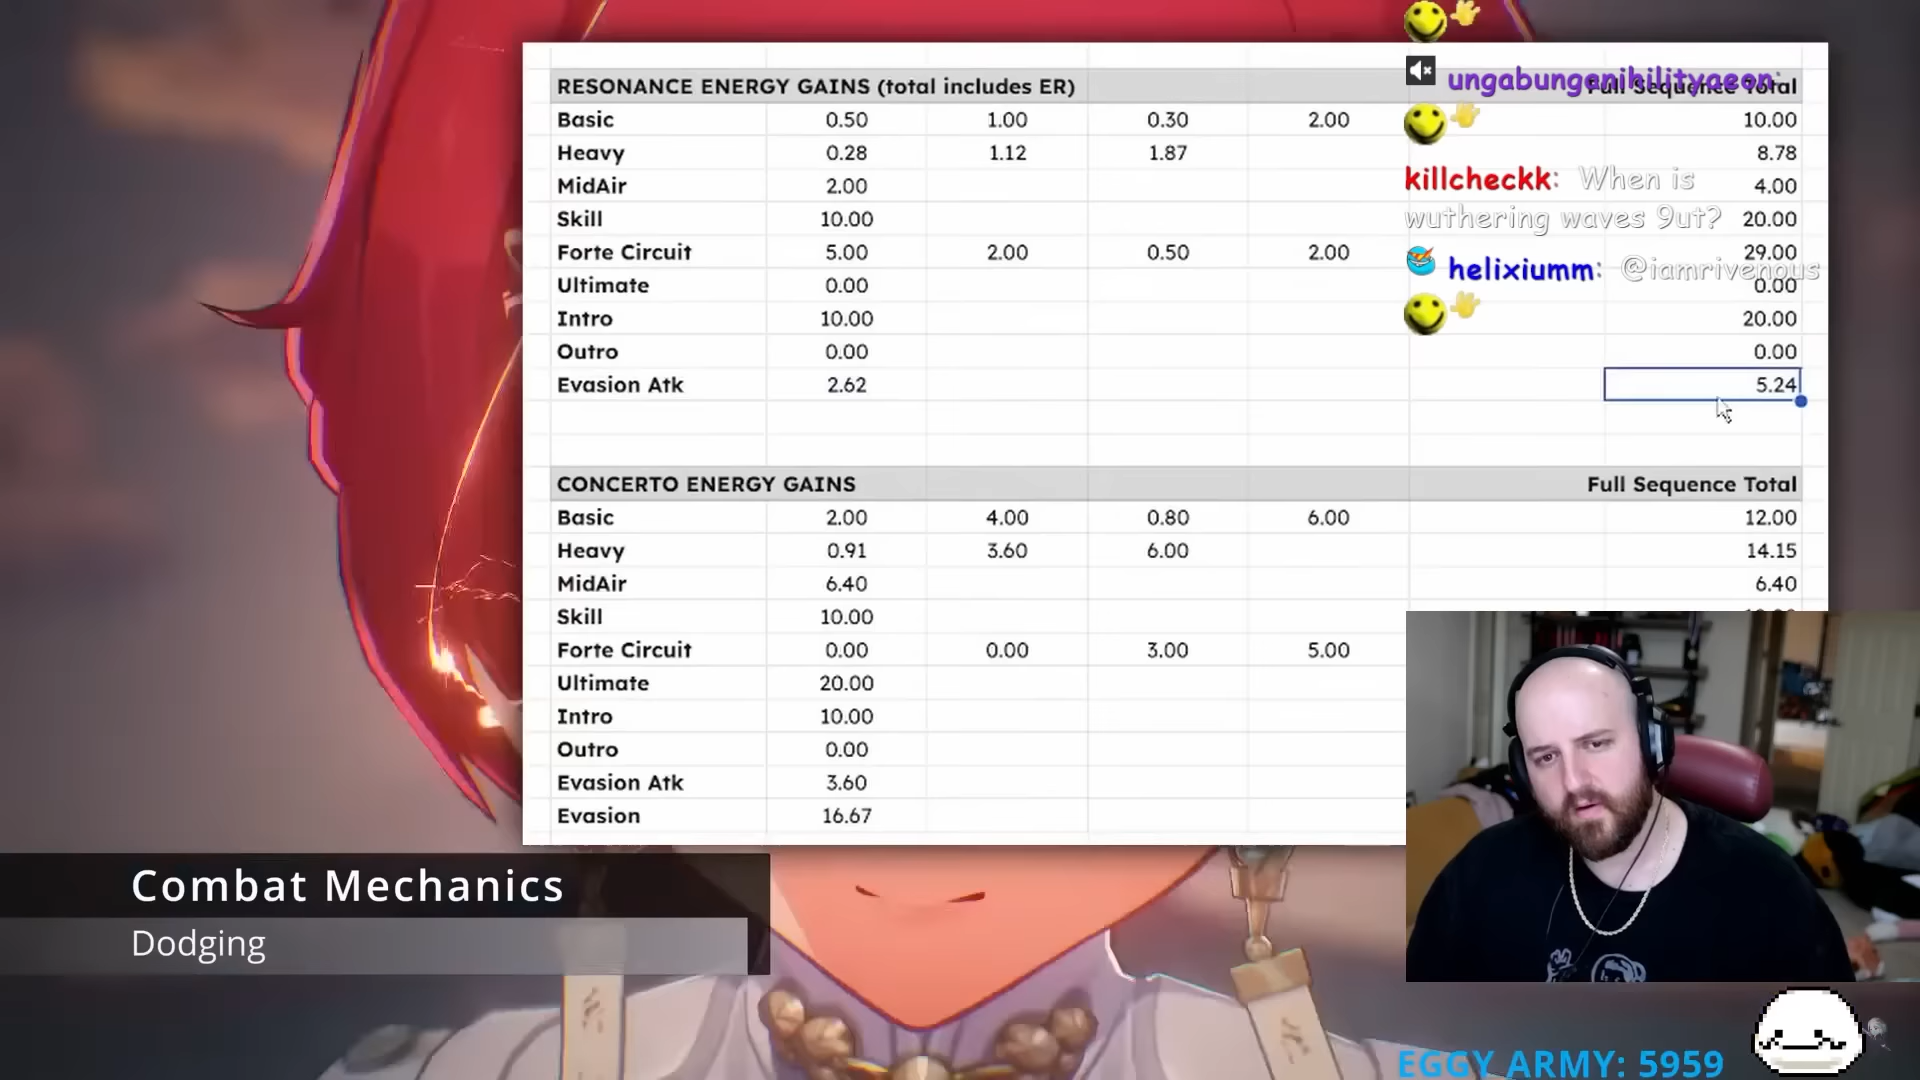 RESONANCE ENERGY GAINS (total includes ER) Full Sequence Total
Basic 0.50 1.00 0.30 2.00 10.00
Heavy 0.28 1.12 1.87 8.78
MidAir 2.00 4.00
Skill 10.00 20.00
Forte Circuit 5.00 2.00 0.50 2.00 29.00
Ultimate 0.00 0.00
Intro 10.00 20.00
Outro 0.00 0.00
Evasion Atk 2.62 5.24
CONCERTO ENERGY GAINS Full Sequence Total
Basic 2.00 4.00 0.80 6.00 12.00
Heavy 0.91 3.60 6.00 14.15
MidAir 6.40 6.40
Skill 10.00
Forte Circuit 0.00 0.00 3.00 5.00
Ultimate 20.00
Intro 10.00
Outro 0.00
Evasion Atk 3.60
Evasion 16.67
ungabunganihilityaeon:
killcheckk: When is
wuthering waves 9ut?
helixiumm: @iamrivenous
Combat Mechanics
Dodging
EGGY ARMY: 5959